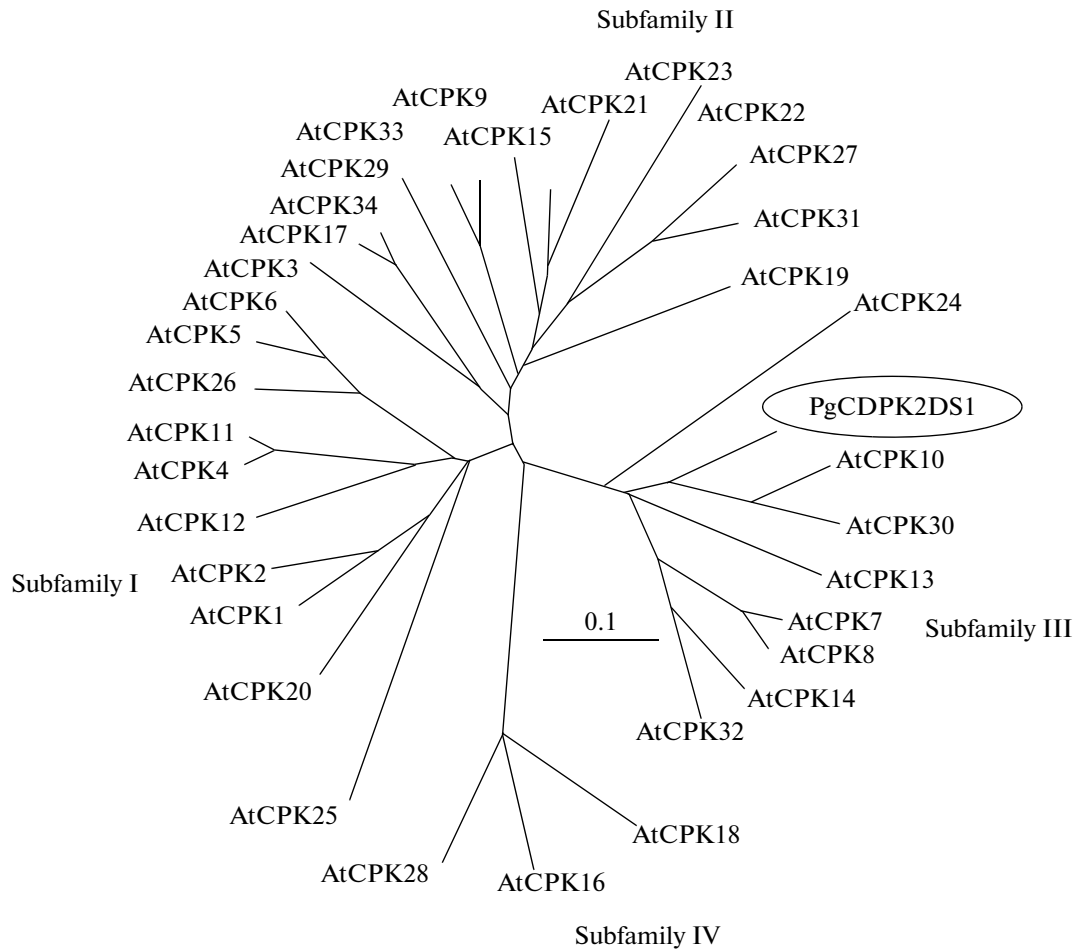 Subfamily II
AtCPK23
AtCPK9
AtCPK21
AtCPK22
AtCPK33
AtCPK15
AtCPK27
AtCPK29
AtCPK34
AtCPK31
AtCPK17
AtCPK3
AtCPK19
AtCPK6
AtCPK24
AtCPK5
AtCPK26
PgCDPK2DS1
AtCPK11
AtCPK10
AtCPK4
AtCPK12
AtCPK30
AtCPK2
AtCPK13
Subfamily I
AtCPK1
0.1
AtCPK7
Subfamily III
AtCPK8
AtCPK20
AtCPK14
AtCPK32
AtCPK25
AtCPK18
AtCPK28
AtCPK16
Subfamily IV